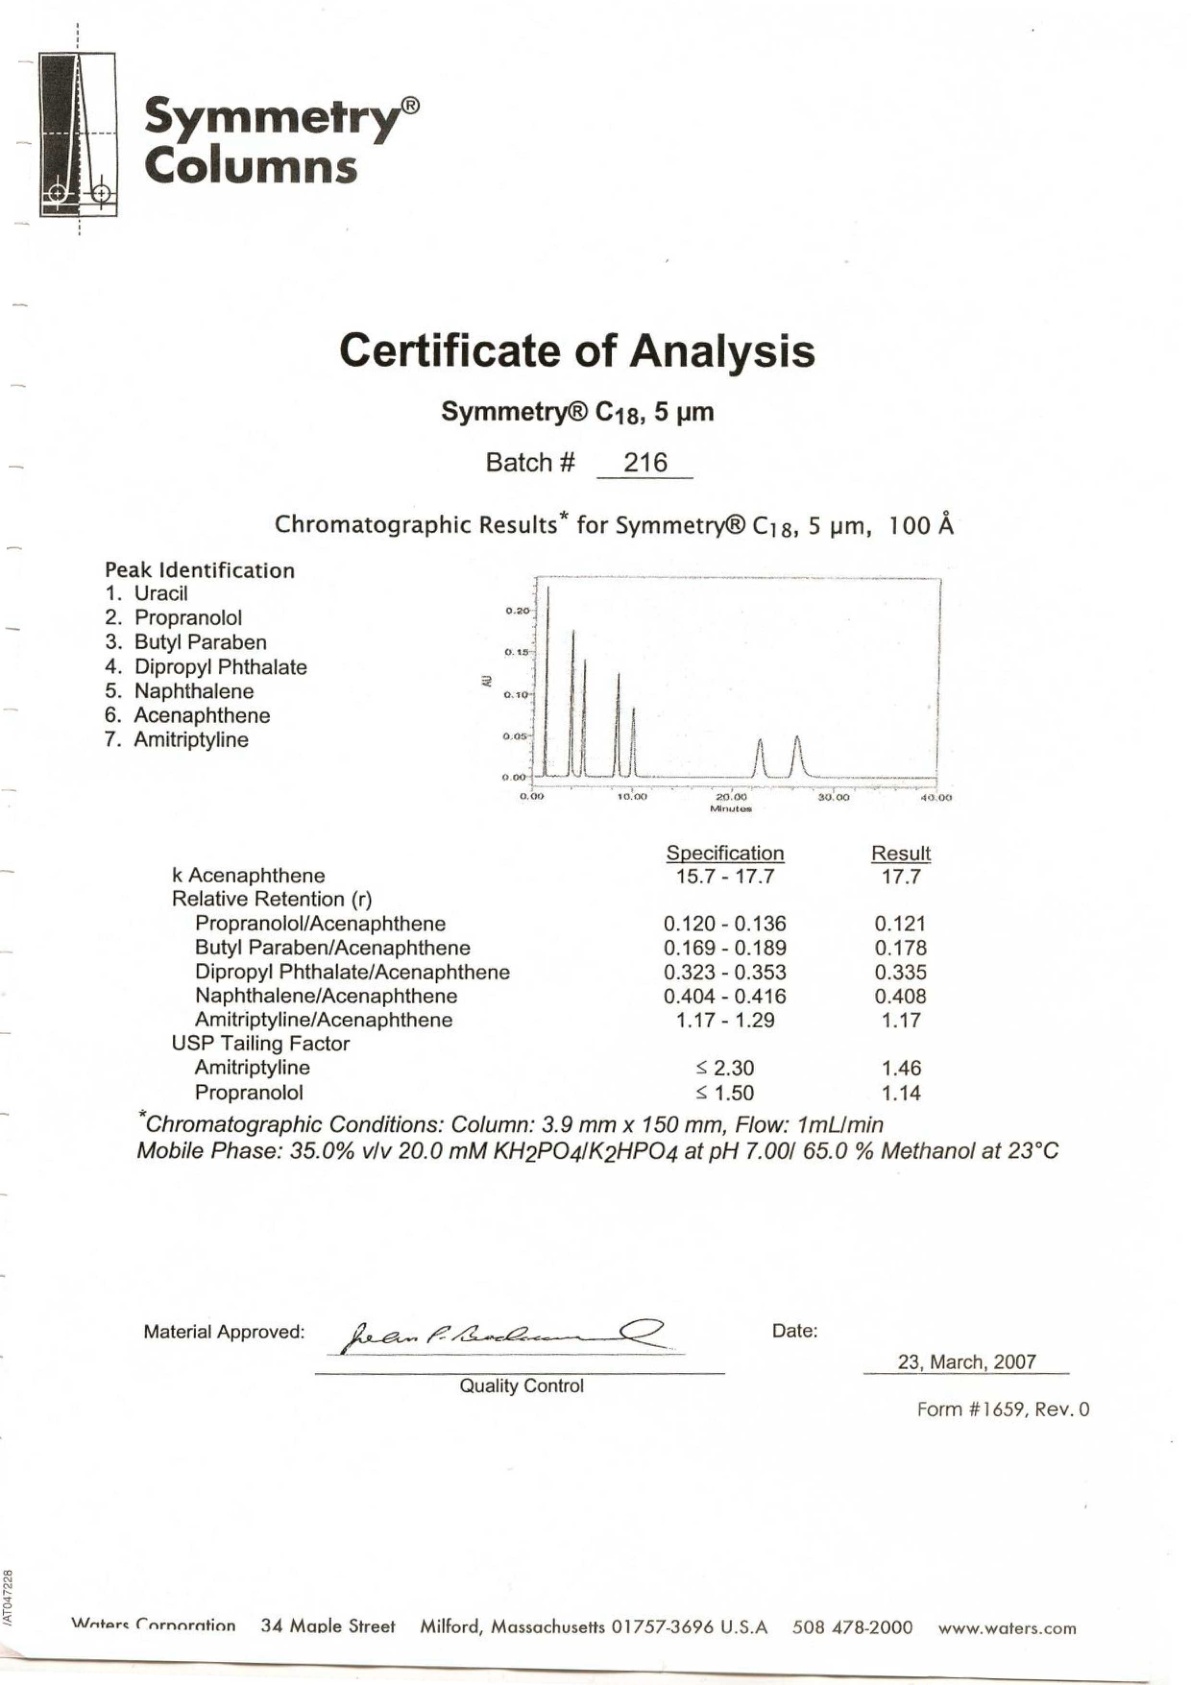 Symmetry®
Columns
Certificate of Analysis
Symmetry® C18, 5 µm
Batch # 216
Chromatographic Results* for Symmetry® C18, 5 µm, 100 Å
Peak Identification
1. Uracil
2. Propranolol
3. Butyl Paraben
4. Dipropyl Phthalate
5. Naphthalene
6. Acenaphthene
7. Amitriptyline
AU
0.20
0.15
0.10
0.05
0.00
0.00 10.00 20.00 30.00 40.00
Minutes
Specification Result
k Acenaphthene 15.7 - 17.7 17.7
Relative Retention (r)
Propranolol/Acenaphthene 0.120 - 0.136 0.121
Butyl Paraben/Acenaphthene 0.169 - 0.189 0.178
Dipropyl Phthalate/Acenaphthene 0.323 - 0.353 0.335
Naphthalene/Acenaphthene 0.404 - 0.416 0.408
Amitriptyline/Acenaphthene 1.17 - 1.29 1.17
USP Tailing Factor
Amitriptyline ≤ 2.30 1.46
Propranolol ≤ 1.50 1.14
*Chromatographic Conditions: Column: 3.9 mm x 150 mm, Flow: 1mL/min
Mobile Phase: 35.0% v/v 20.0 mM KH2PO4/K2HPO4 at pH 7.00/ 65.0 % Methanol at 23°C
Material Approved: Date:
23, March, 2007
Quality Control
Form #1659, Rev. 0
/AT047228
Waters Corporation 34 Maple Street Milford, Massachusetts 01757-3696 U.S.A 508 478-2000 www.waters.com